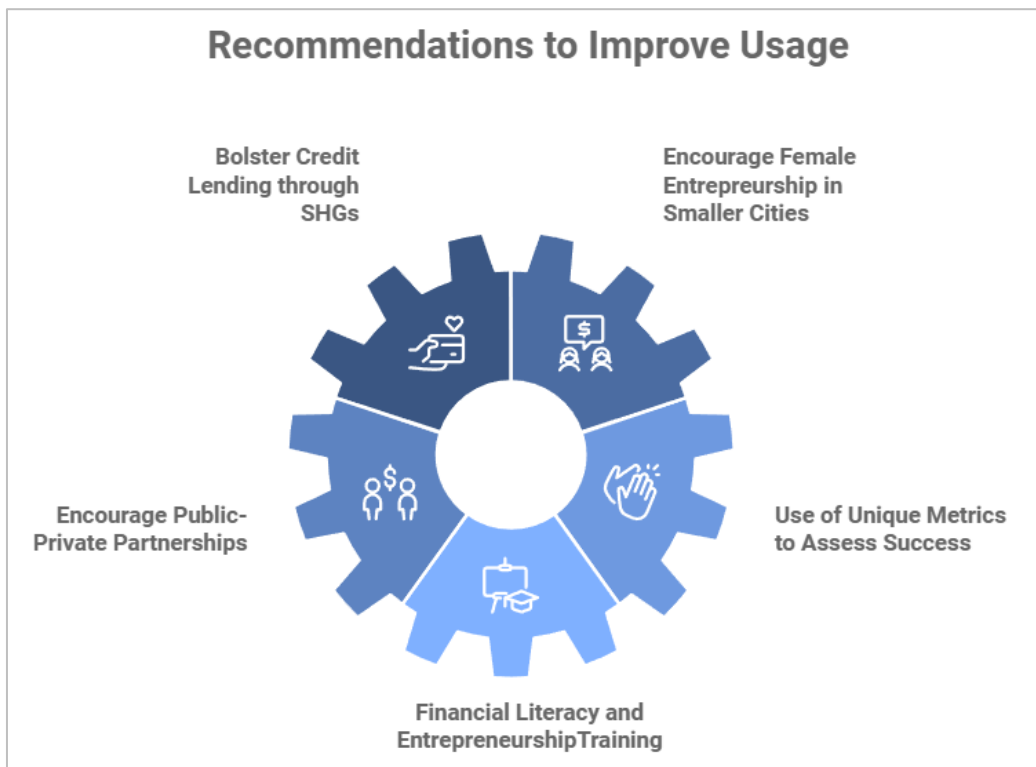 Recommendations to Improve Usage
Bolster Credit
Lending through
SHGs
Encourage Female
Entrepreurship in
Smaller Cities
Encourage Public-
Private Partnerships
Use of Unique Metrics
to Assess Success
Financial Literacy and
EntrepreneurshipTraining